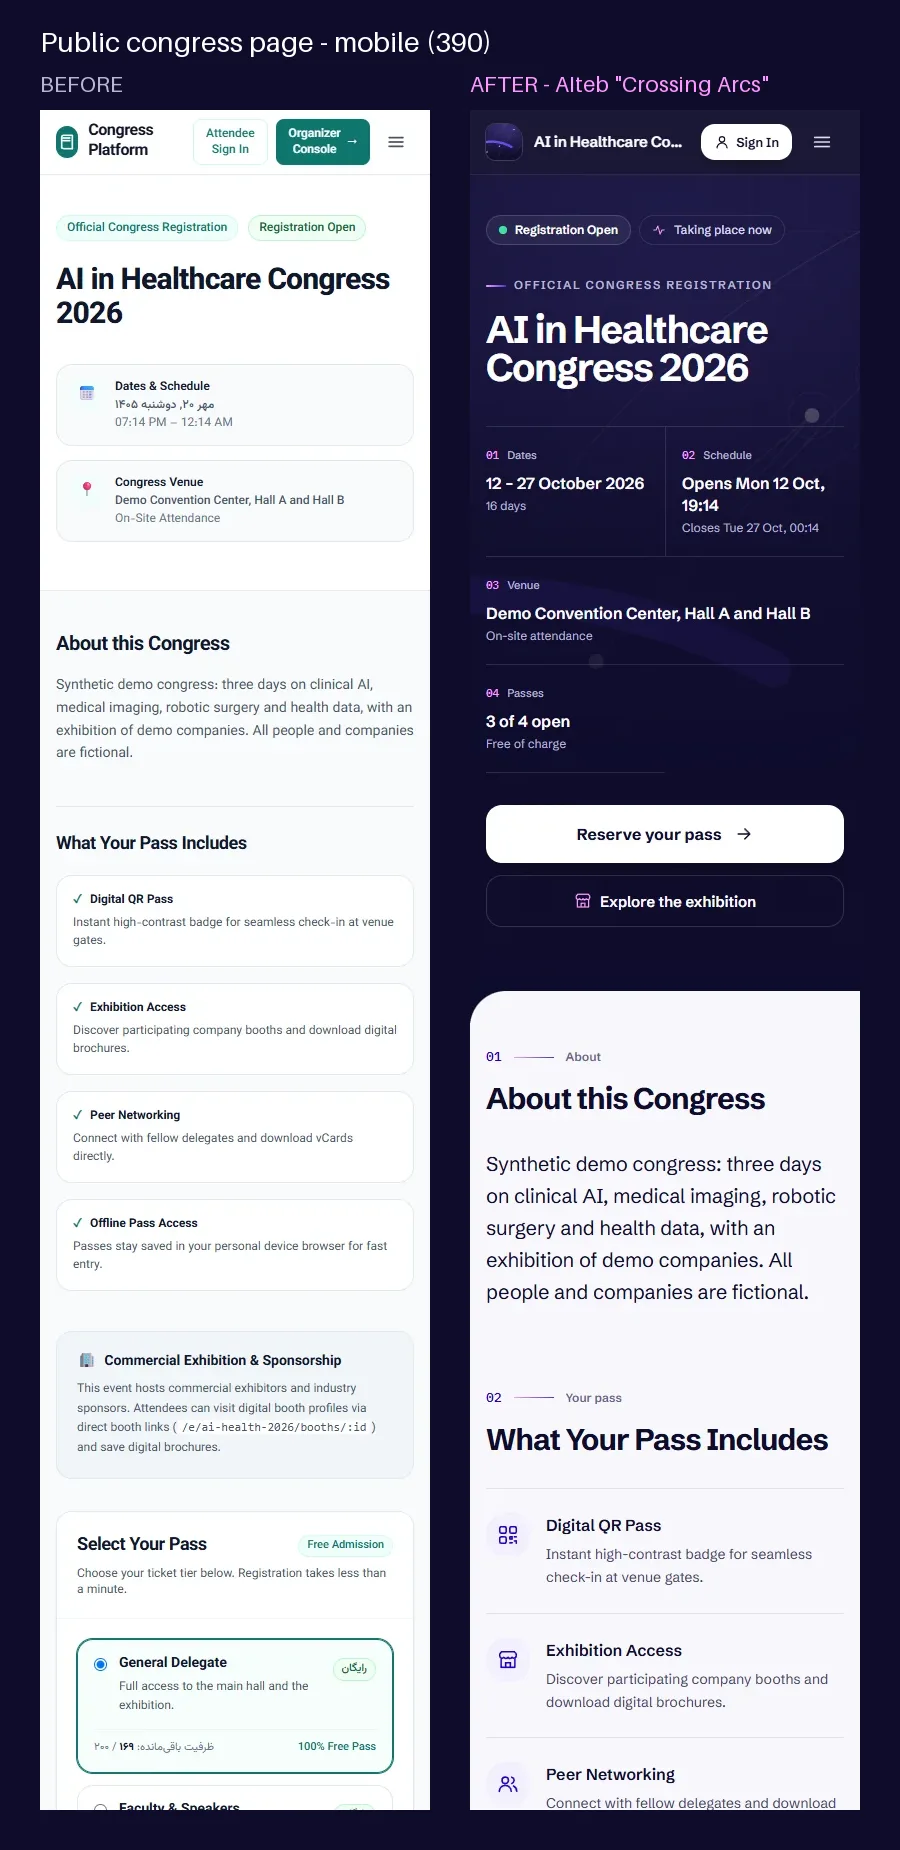 Public congress page - mobile (390)
BEFORE
Congress
Platform
Attendee
Sign In
Organizer
Console →
Official Congress Registration
Registration Open
AI in Healthcare Congress
2026
Dates & Schedule
مهر ۲۰, دوشنبه ۱۴۰۵
07:14 PM – 12:14 AM
Congress Venue
Demo Convention Center, Hall A and Hall B
On-Site Attendance
About this Congress
Synthetic demo congress: three days on clinical AI,
medical imaging, robotic surgery and health data, with an
exhibition of demo companies. All people and companies
are fictional.
What Your Pass Includes
✓ Digital QR Pass
Instant high-contrast badge for seamless check-in at venue
gates.
✓ Exhibition Access
Discover participating company booths and download digital
brochures.
✓ Peer Networking
Connect with fellow delegates and download vCards
directly.
✓ Offline Pass Access
Passes stay saved in your personal device browser for fast
entry.
Commercial Exhibition & Sponsorship
This event hosts commercial exhibitors and industry
sponsors. Attendees can visit digital booth profiles via
direct booth links ( /e/ai-health-2026/booths/:id )
and save digital brochures.
Select Your Pass
Free Admission
Choose your ticket tier below. Registration takes less than
a minute.
General Delegate
رایگان
Full access to the main hall and the
exhibition.
ظرفیت باقی‌مانده: ۱۶۹ / ۲۰۰
100% Free Pass
Faculty & Speakers
AFTER - AIteb "Crossing Arcs"
AI in Healthcare Co...
Sign In
Registration Open
Taking place now
OFFICIAL CONGRESS REGISTRATION
AI in Healthcare
Congress 2026
01 Dates
12 – 27 October 2026
16 days
02 Schedule
Opens Mon 12 Oct,
19:14
Closes Tue 27 Oct, 00:14
03 Venue
Demo Convention Center, Hall A and Hall B
On-site attendance
04 Passes
3 of 4 open
Free of charge
Reserve your pass →
Explore the exhibition
01 About
About this Congress
Synthetic demo congress: three days
on clinical AI, medical imaging, robotic
surgery and health data, with an
exhibition of demo companies. All
people and companies are fictional.
02 Your pass
What Your Pass Includes
Digital QR Pass
Instant high-contrast badge for seamless
check-in at venue gates.
Exhibition Access
Discover participating company booths and
download digital brochures.
Peer Networking
Connect with fellow delegates and download